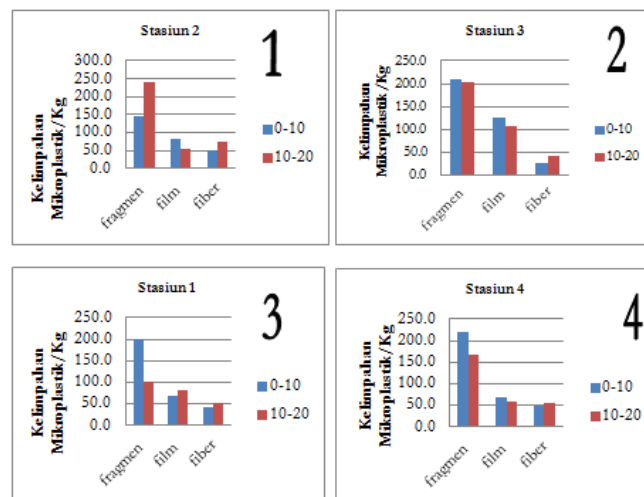 Stasiun 2
1
Kelimpahan
Mikroplastik/Kg
300.0
250.0
200.0
150.0
100.0
50.0
0.0
fragmen
film
fiber
0-10
10-20
Stasiun 3
2
Kelimpahan
Mikroplastik /Kg
250.0
200.0
150.0
100.0
50.0
0.0
fragmen
film
fiber
0-10
10-20
Stasiun 1
3
Kelimpahan
Mikroplastik/Kg
250.0
200.0
150.0
100.0
50.0
0.0
fragmen
film
fiber
0-10
10-20
Stasiun 4
4
Kelimpahan
Mikroplastik/Kg
250.0
200.0
150.0
100.0
50.0
0.0
fragmen
film
fiber
0-10
10-20